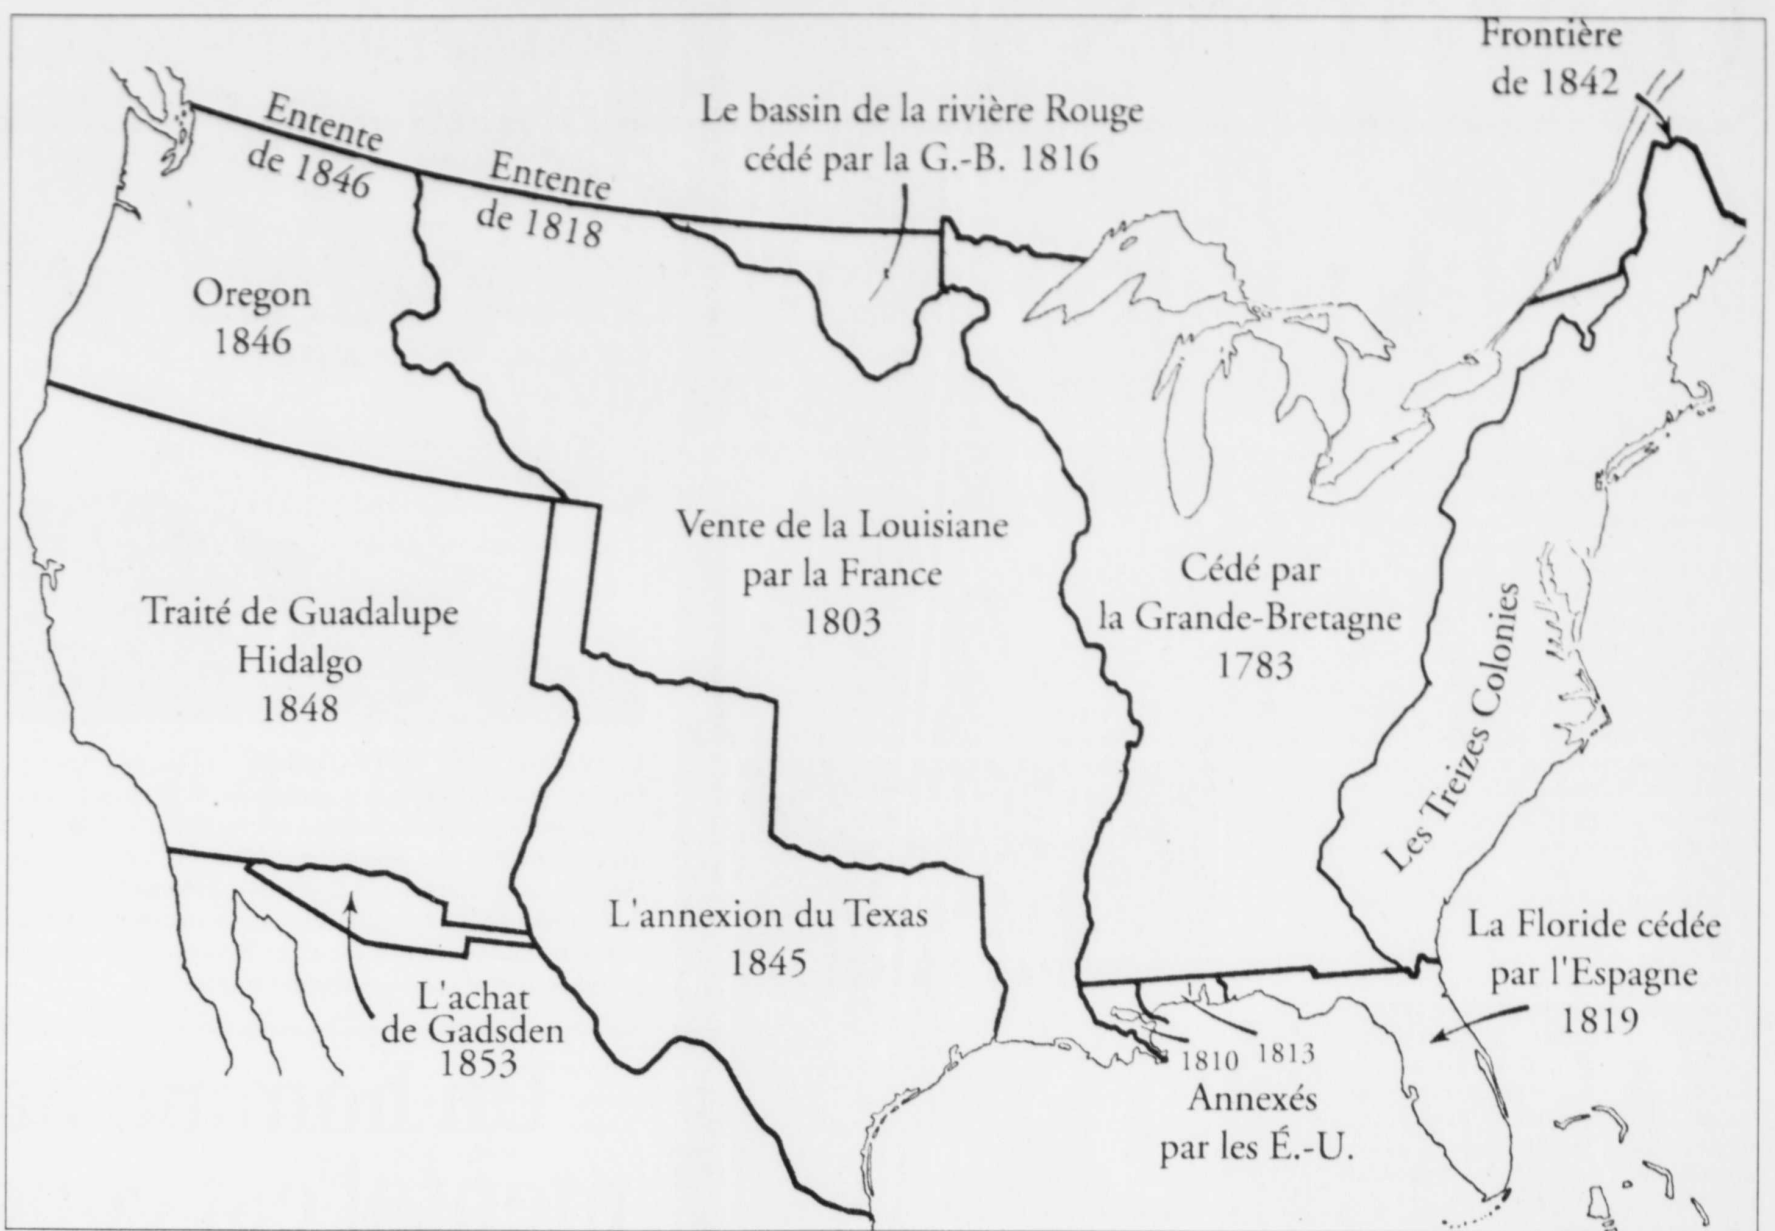 Frontière
de 1842
Le bassin de la rivière Rouge
cédé par la G.-B. 1816
Entente
de 1846
Entente
de 1818
Oregon
1846
Vente de la Louisiane
par la France
1803
Cédé par
la Grande-Bretagne
1783
Les Treizes Colonies
Traité de Guadalupe
Hidalgo
1848
L'annexion du Texas
1845
La Floride cédée
par l'Espagne
1819
L'achat
de Gadsden
1853
1810
1813
Annexés
par les É.-U.